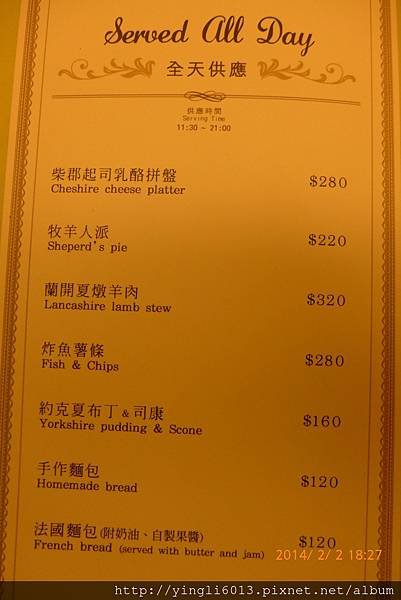 Served All Day
全天供應
供應時間
Serving Time
11:30 ~ 21:00
柴郡起司乳酪拼盤
Cheshire cheese platter
$280
牧羊人派
Sheperd's pie
$220
蘭開夏燉羊肉
Lancashire lamb stew
$320
炸魚薯條
Fish & Chips
$280
約克夏布丁 & 司康
Yorkshire pudding & Scone
$160
手作麵包
Homemade bread
$120
法國麵包(附奶油、自製果醬)
French bread (served with butter and jam)
$120
2014/ 2/ 2 18:27
http://yingli6013.pixnet.net/album